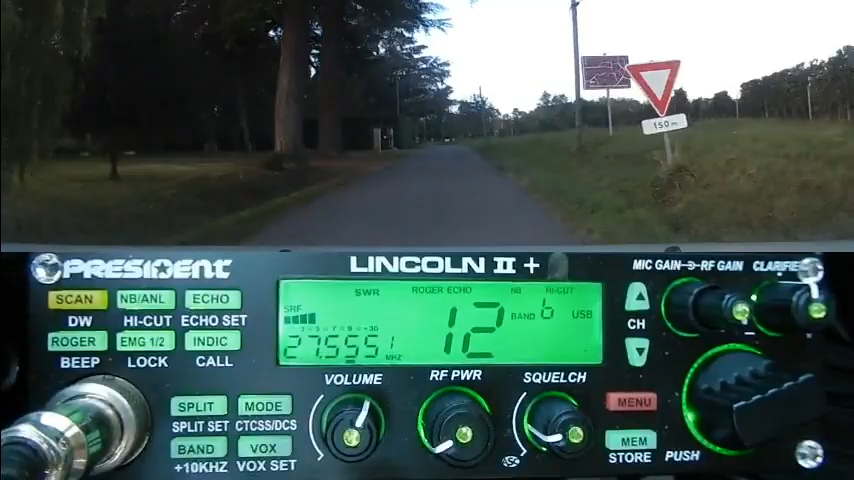 150 m
PRESIDENT
LINCOLN II +
MIC GAIN RF GAIN CLARIFIER
SCAN NB/ANL ECHO
DW HI-CUT ECHO SET
ROGER EMG 1/2 INDIC
BEEP LOCK CALL
SWR ROGER ECHO NB HI-CUT
SRF
12 BAND b USB
27.555 MHZ
CH
VOLUME RF PWR SQUELCH
SPLIT MODE
SPLIT SET CTCSS/DCS
BAND VOX
+10KHZ VOX SET
MENU
MEM
STORE PUSH
ASC